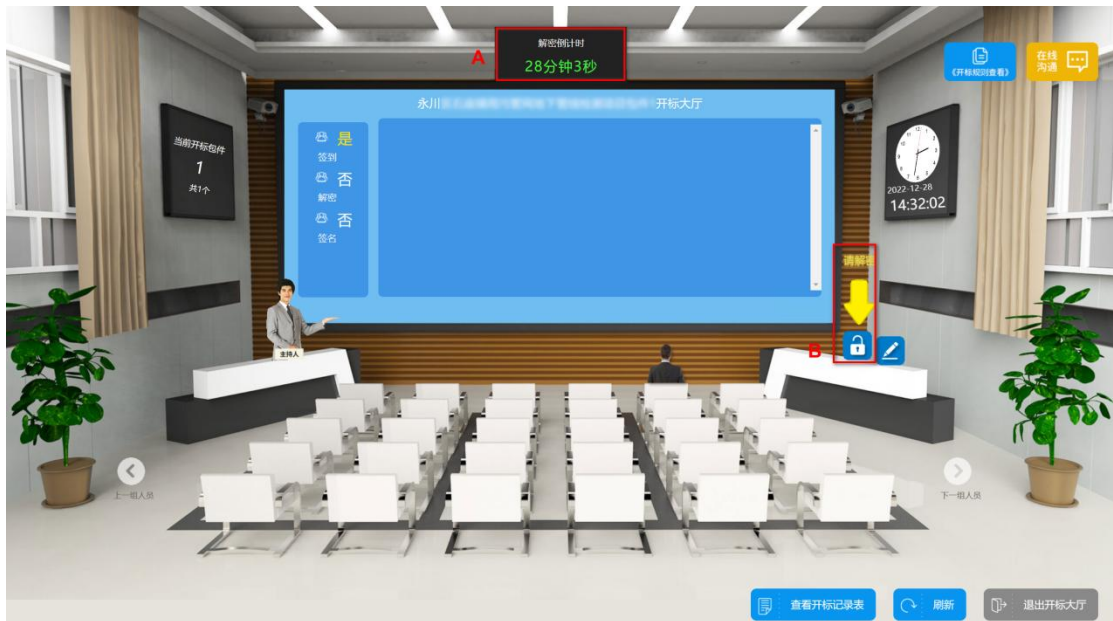 解密倒计时
A
28分钟3秒
《开标规则查看》
在线
沟通
永川
开标大厅
当前开标包件
1
共1个
是
签到
否
解密
否
签名
2022-12-28
14:32:02
请解密
B
主持人
上一组人员
下一组人员
查看开标记录表
刷新
退出开标大厅